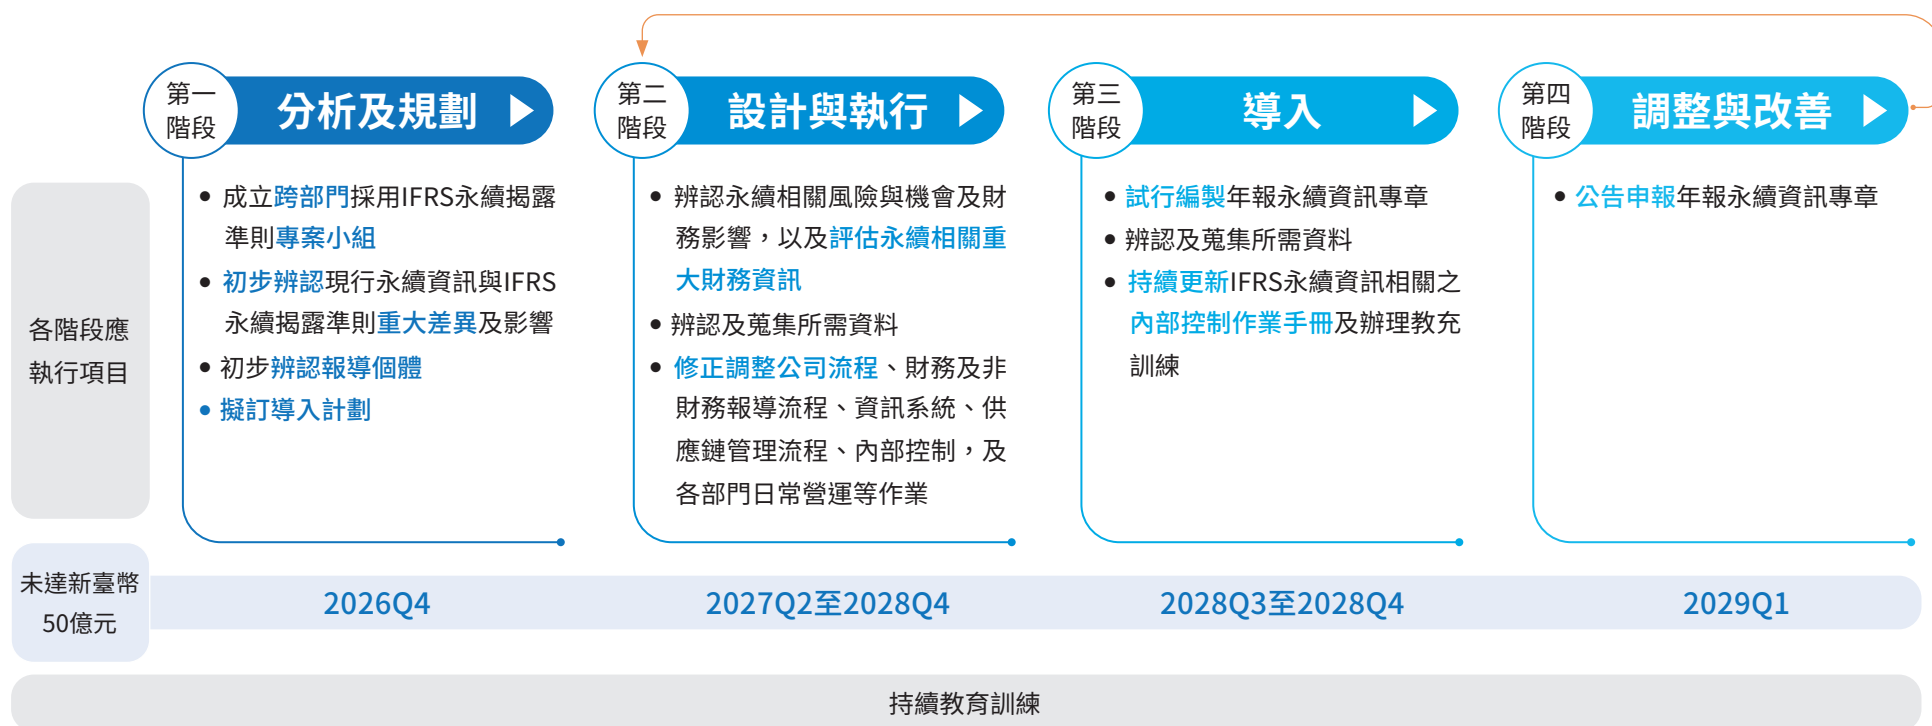 第一
階段
分析及規劃
第二
階段
設計與執行
第三
階段
導入
第四
階段
調整與改善
各階段應
執行項目
• 成立跨部門採用IFRS永續揭露
準則專案小組
• 初步辨認現行永續資訊與IFRS
永續揭露準則重大差異及影響
• 初步辨認報導個體
• 擬訂導入計劃
• 辨認永續相關風險與機會及財
務影響，以及評估永續相關重
大財務資訊
• 辨認及蒐集所需資料
• 修正調整公司流程、財務及非
財務報導流程、資訊系統、供
應鏈管理流程、內部控制，及
各部門日常營運等作業
• 試行編製年報永續資訊專章
• 辨認及蒐集所需資料
• 持續更新IFRS永續資訊相關之
內部控制作業手冊及辦理教充
訓練
• 公告申報年報永續資訊專章
未達新臺幣
50億元
2026Q4
2027Q2至2028Q4
2028Q3至2028Q4
2029Q1
持續教育訓練